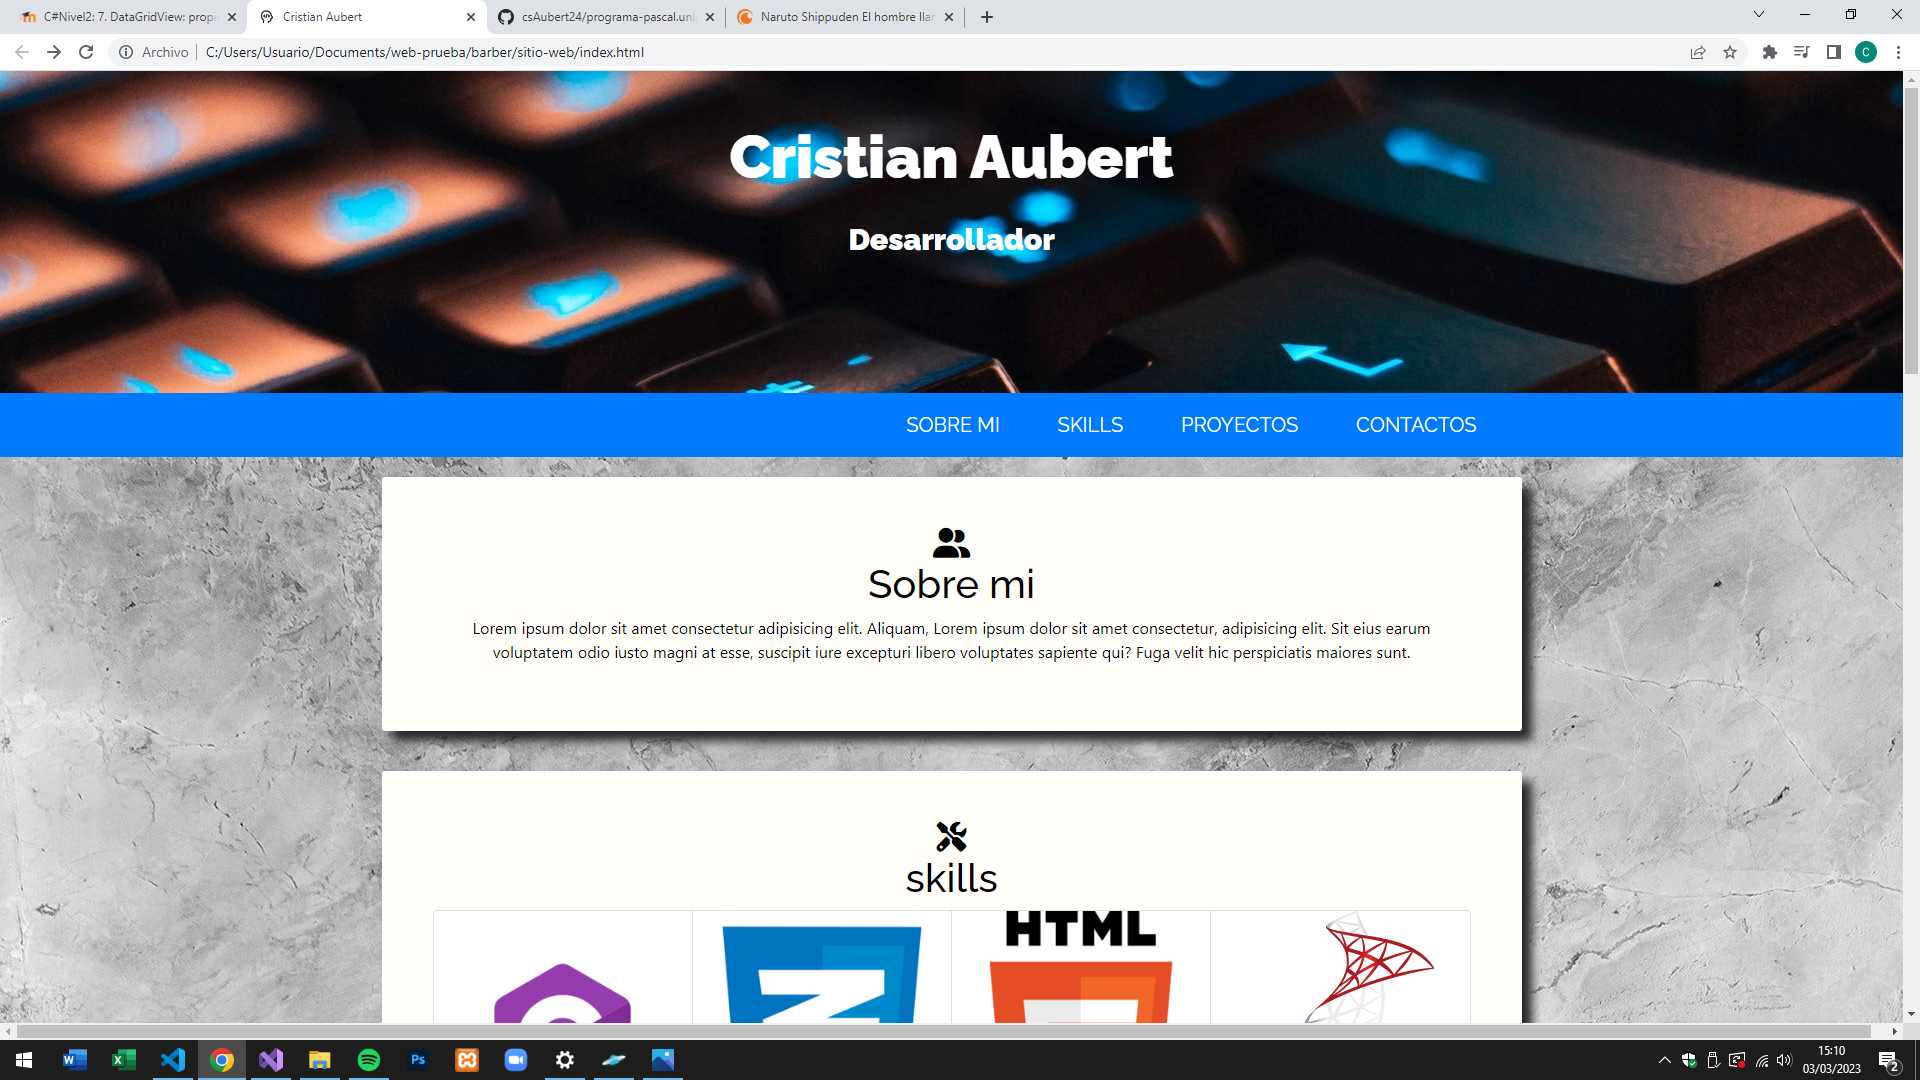 C#Nivel2: 7. DataGridView: propie
Cristian Aubert
csAubert24/programa-pascal.unl
Naruto Shippuden El hombre llam
Archivo
C:/Users/Usuario/Documents/web-prueba/barber/sitio-web/index.html
C
Cristian Aubert
Desarrollador
SOBRE MI SKILLS PROYECTOS CONTACTOS
Sobre mi
Lorem ipsum dolor sit amet consectetur adipisicing elit. Aliquam, Lorem ipsum dolor sit amet consectetur, adipisicing elit. Sit eius earum
voluptatem odio iusto magni at esse, suscipit iure excepturi libero voluptates sapiente qui? Fuga velit hic perspiciatis maiores sunt.
skills
HTML
15:10
03/03/2023
2